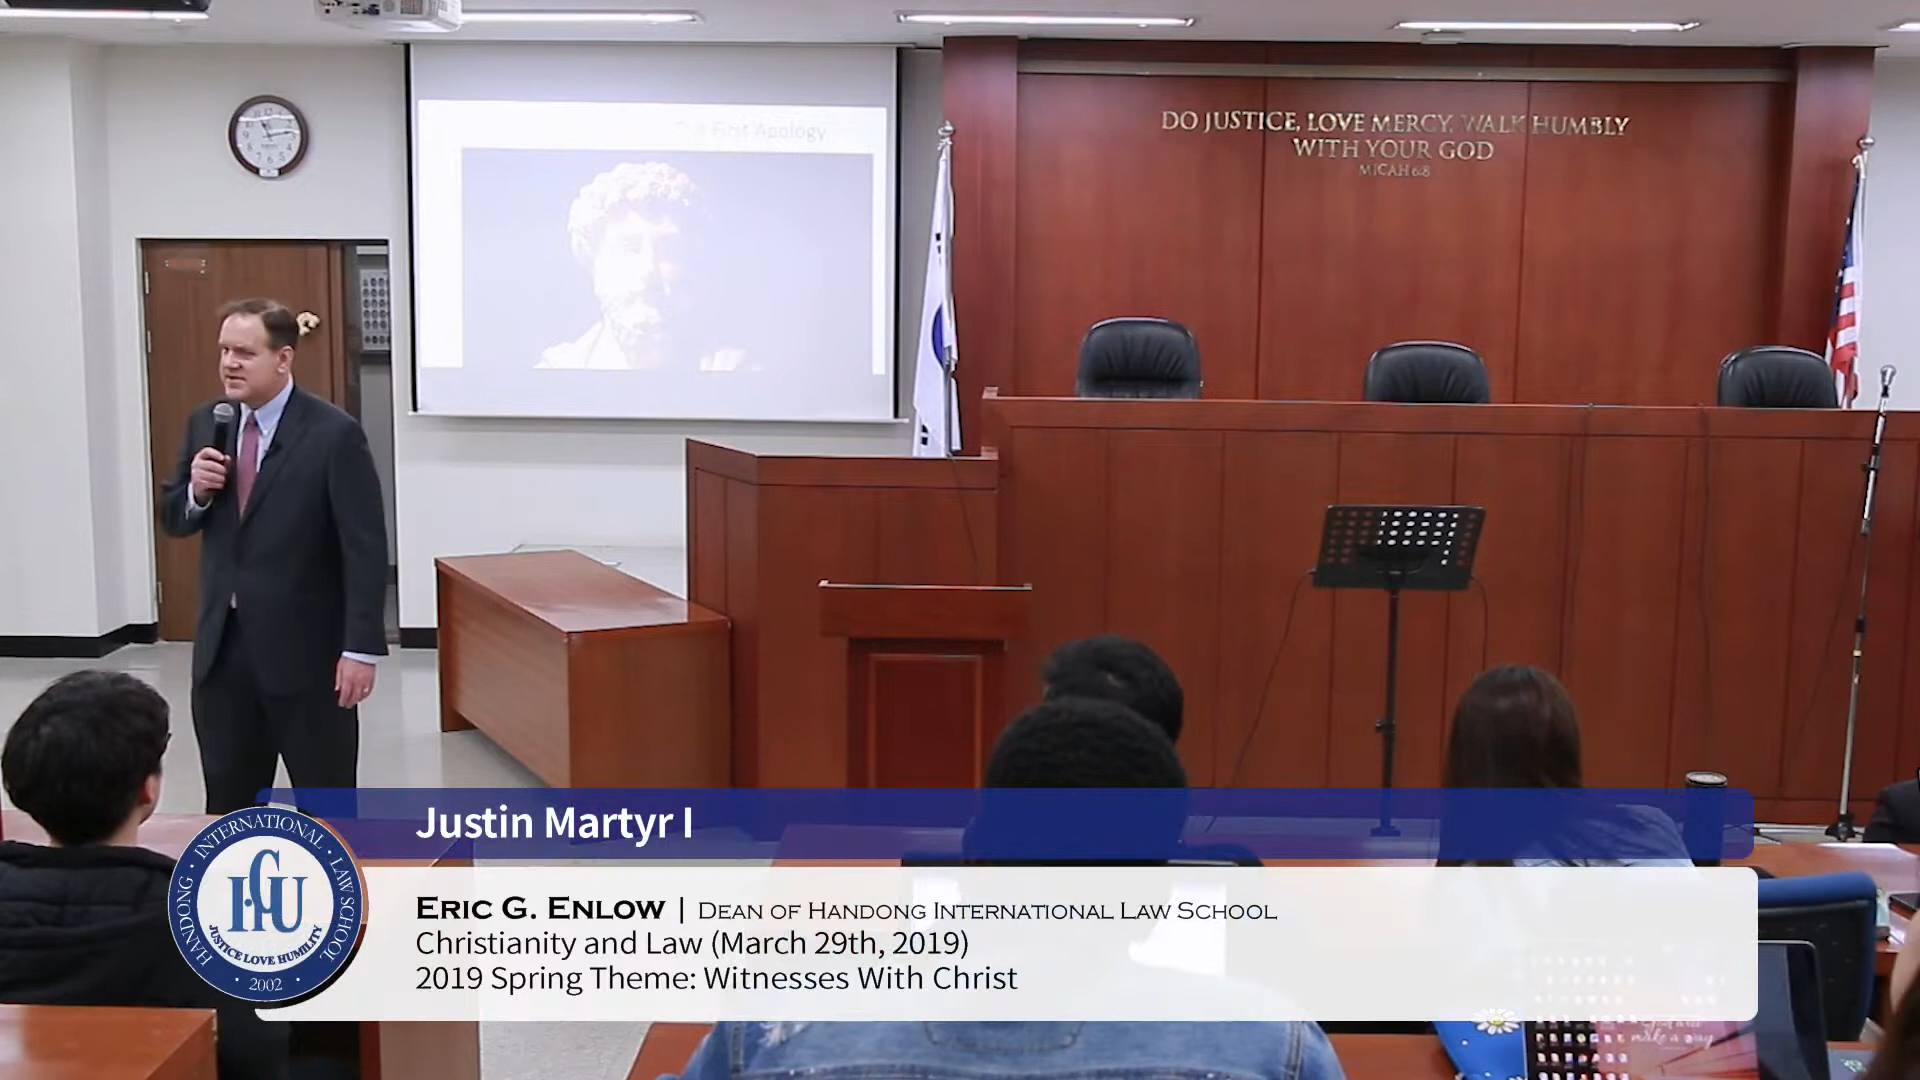 First Apology
DO JUSTICE, LOVE MERCY, WALK HUMBLY
WITH YOUR GOD
MICAH 6:8
Justin Martyr I
ERIC G. ENLOW | DEAN OF HANDONG INTERNATIONAL LAW SCHOOL
Christianity and Law (March 29th, 2019)
2019 Spring Theme: Witnesses With Christ
HANDONG · INTERNATIONAL · LAW SCHOOL
HGU
JUSTICE LOVE HUMILITY
· 2002 ·
make a way